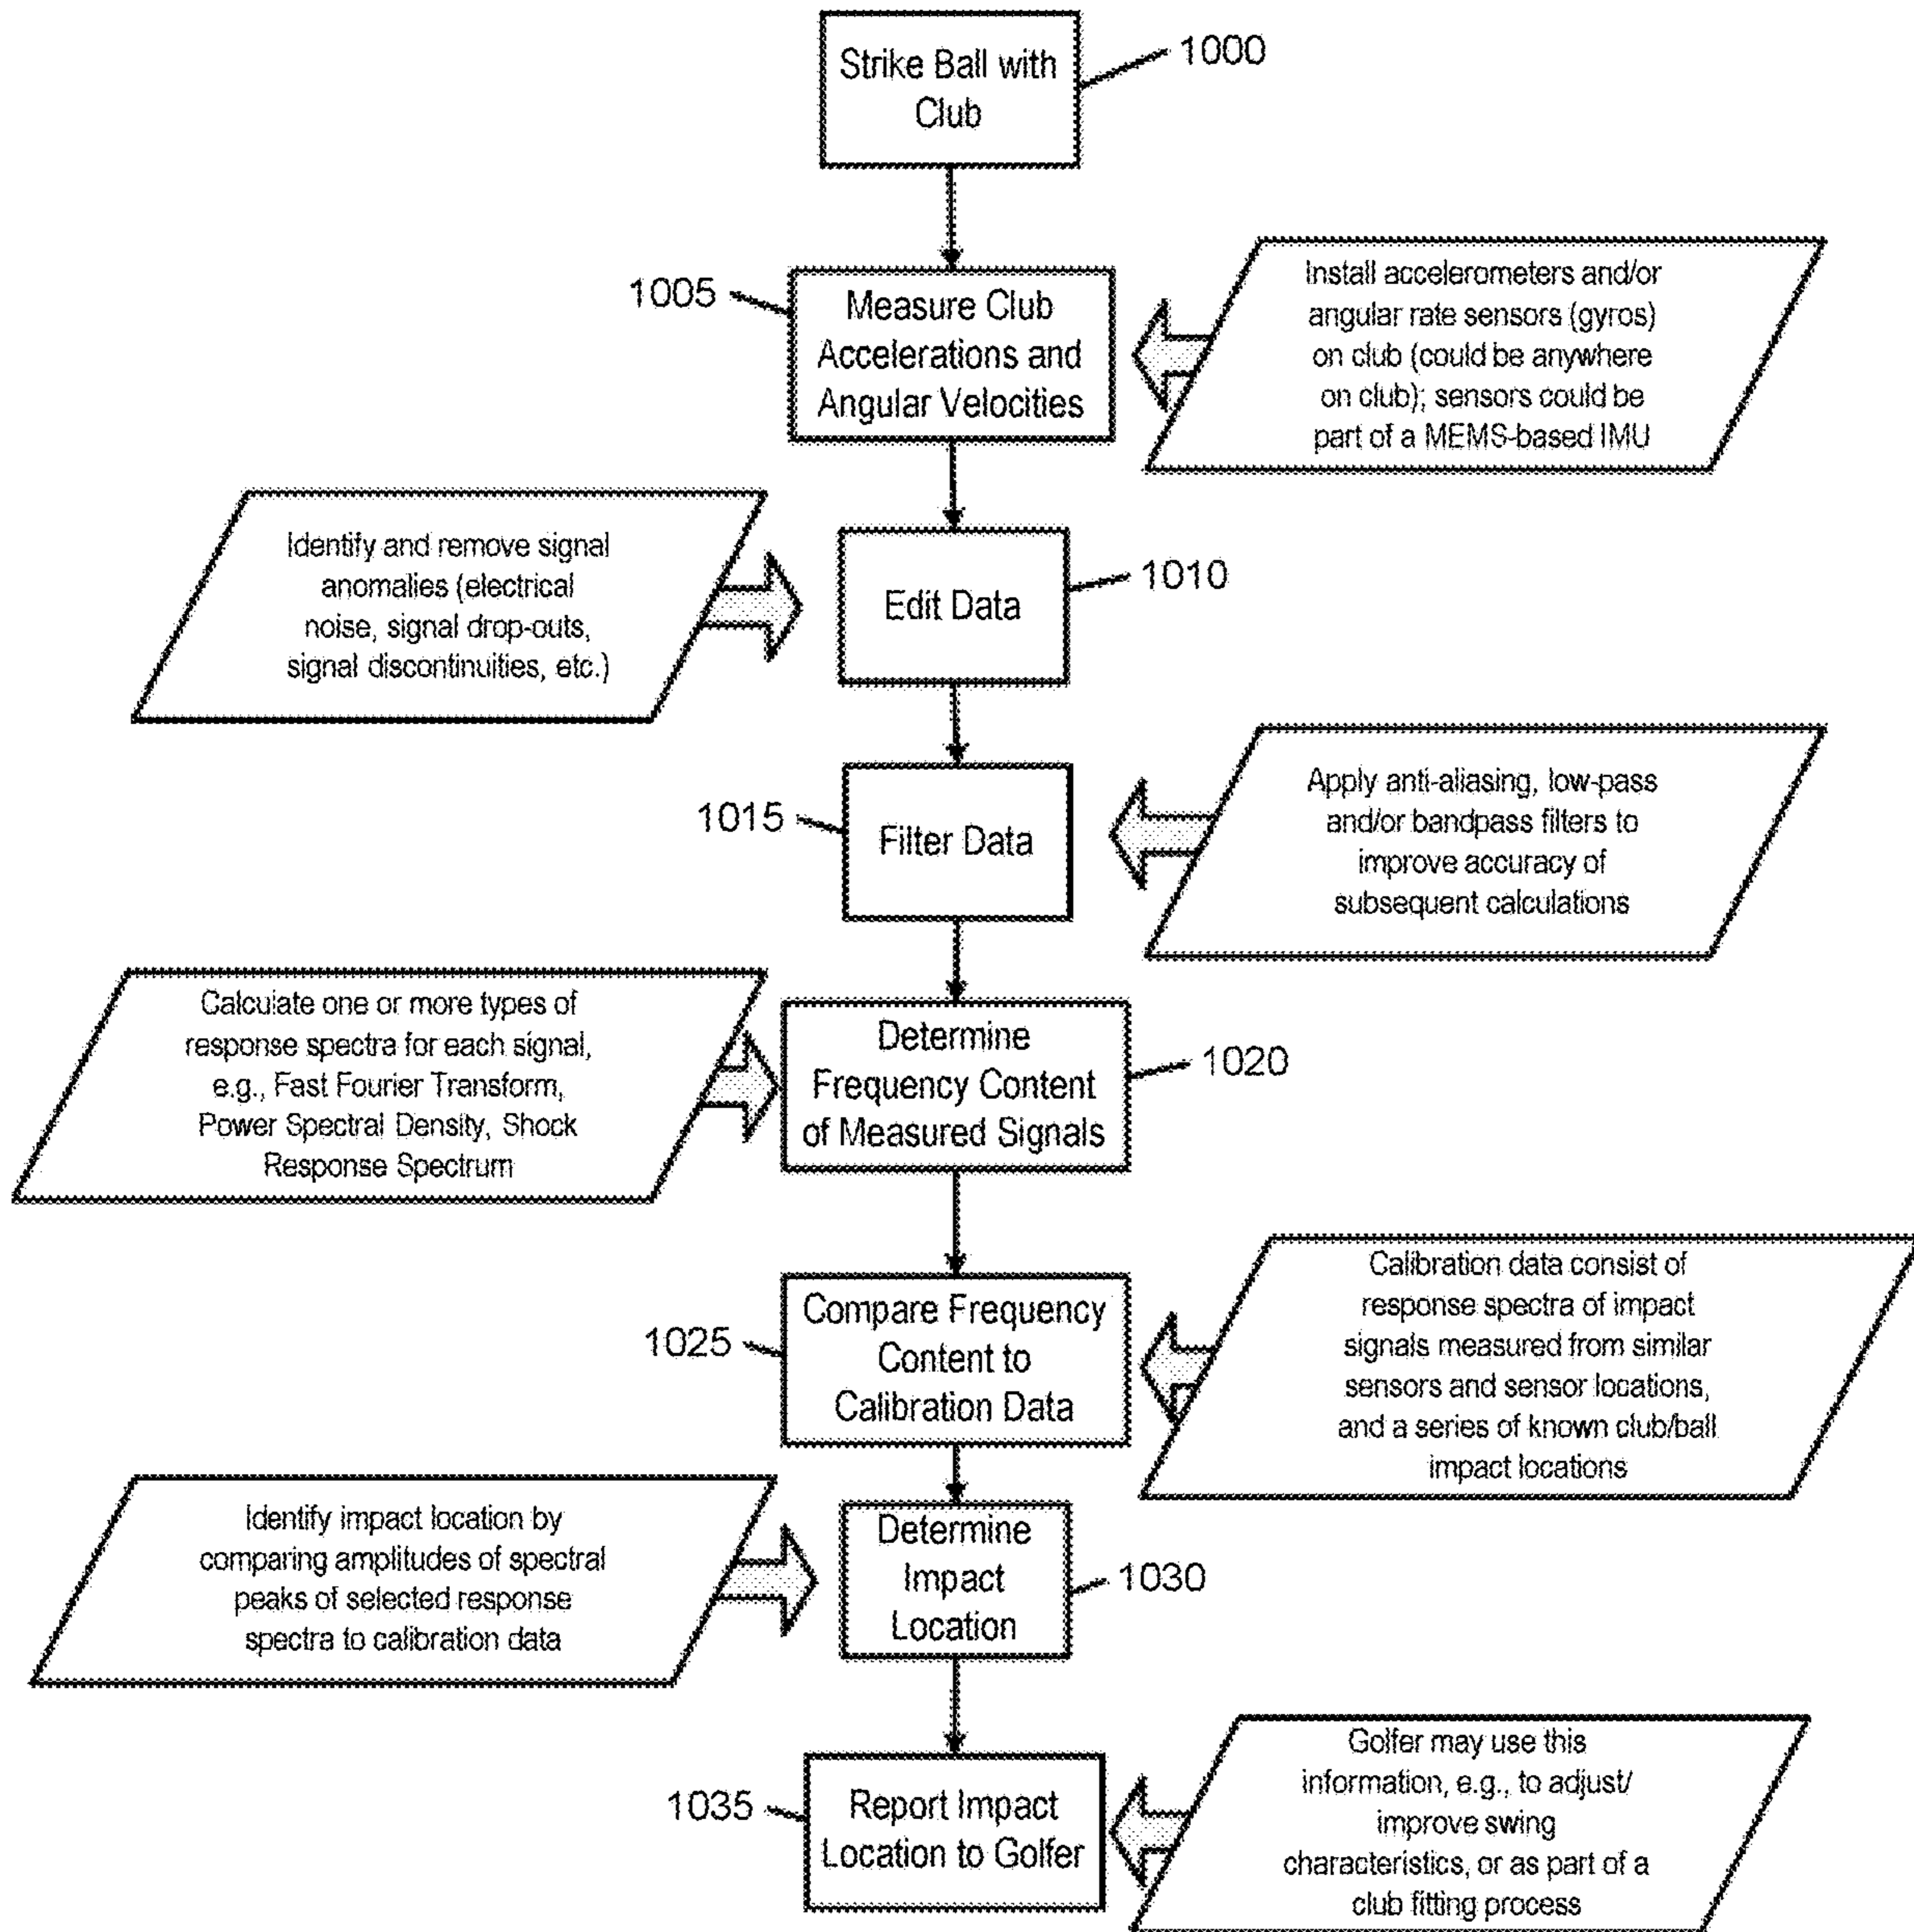 Strike Ball with
Club
1000
1005
Measure Club
Accelerations and
Angular Velocities
Install accelerometers and/or
angular rate sensors (gyros)
on club (could be anywhere
on club); sensors could be
part of a MEMS-based IMU
Identify and remove signal
anomalies (electrical
noise, signal drop-outs,
signal discontinuities, etc.)
Edit Data
1010
1015
Filter Data
Apply anti-aliasing, low-pass
and/or bandpass filters to
improve accuracy of
subsequent calculations
Calculate one or more types of
response spectra for each signal,
e.g., Fast Fourier Transform,
Power Spectral Density, Shock
Response Spectrum
Determine
Frequency Content
of Measured Signals
1020
1025
Compare Frequency
Content to
Calibration Data
Calibration data consist of
response spectra of impact
signals measured from similar
sensors and sensor locations,
and a series of known club/ball
impact locations
Identify impact location by
comparing amplitudes of spectral
peaks of selected response
spectra to calibration data
Determine
Impact
Location
1030
1035
Report Impact
Location to Golfer
Golfer may use this
information, e.g., to adjust/
improve swing
characteristics, or as part of a
club fitting process